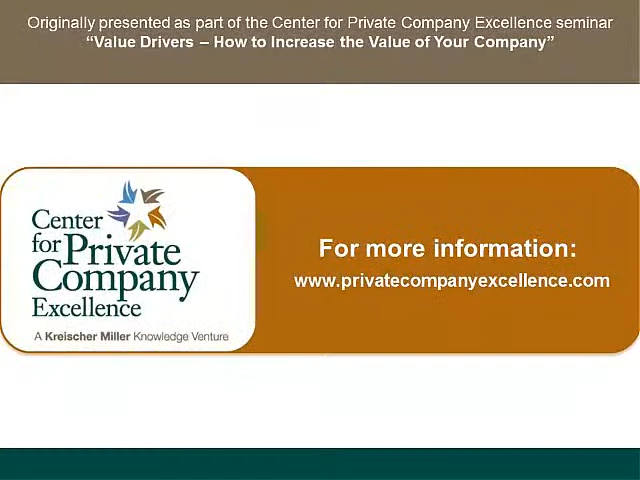 Originally presented as part of the Center for Private Company Excellence seminar
“Value Drivers – How to Increase the Value of Your Company”
Center
for Private
Company
Excellence
A Kreischer Miller Knowledge Venture
For more information:
www.privatecompanyexcellence.com